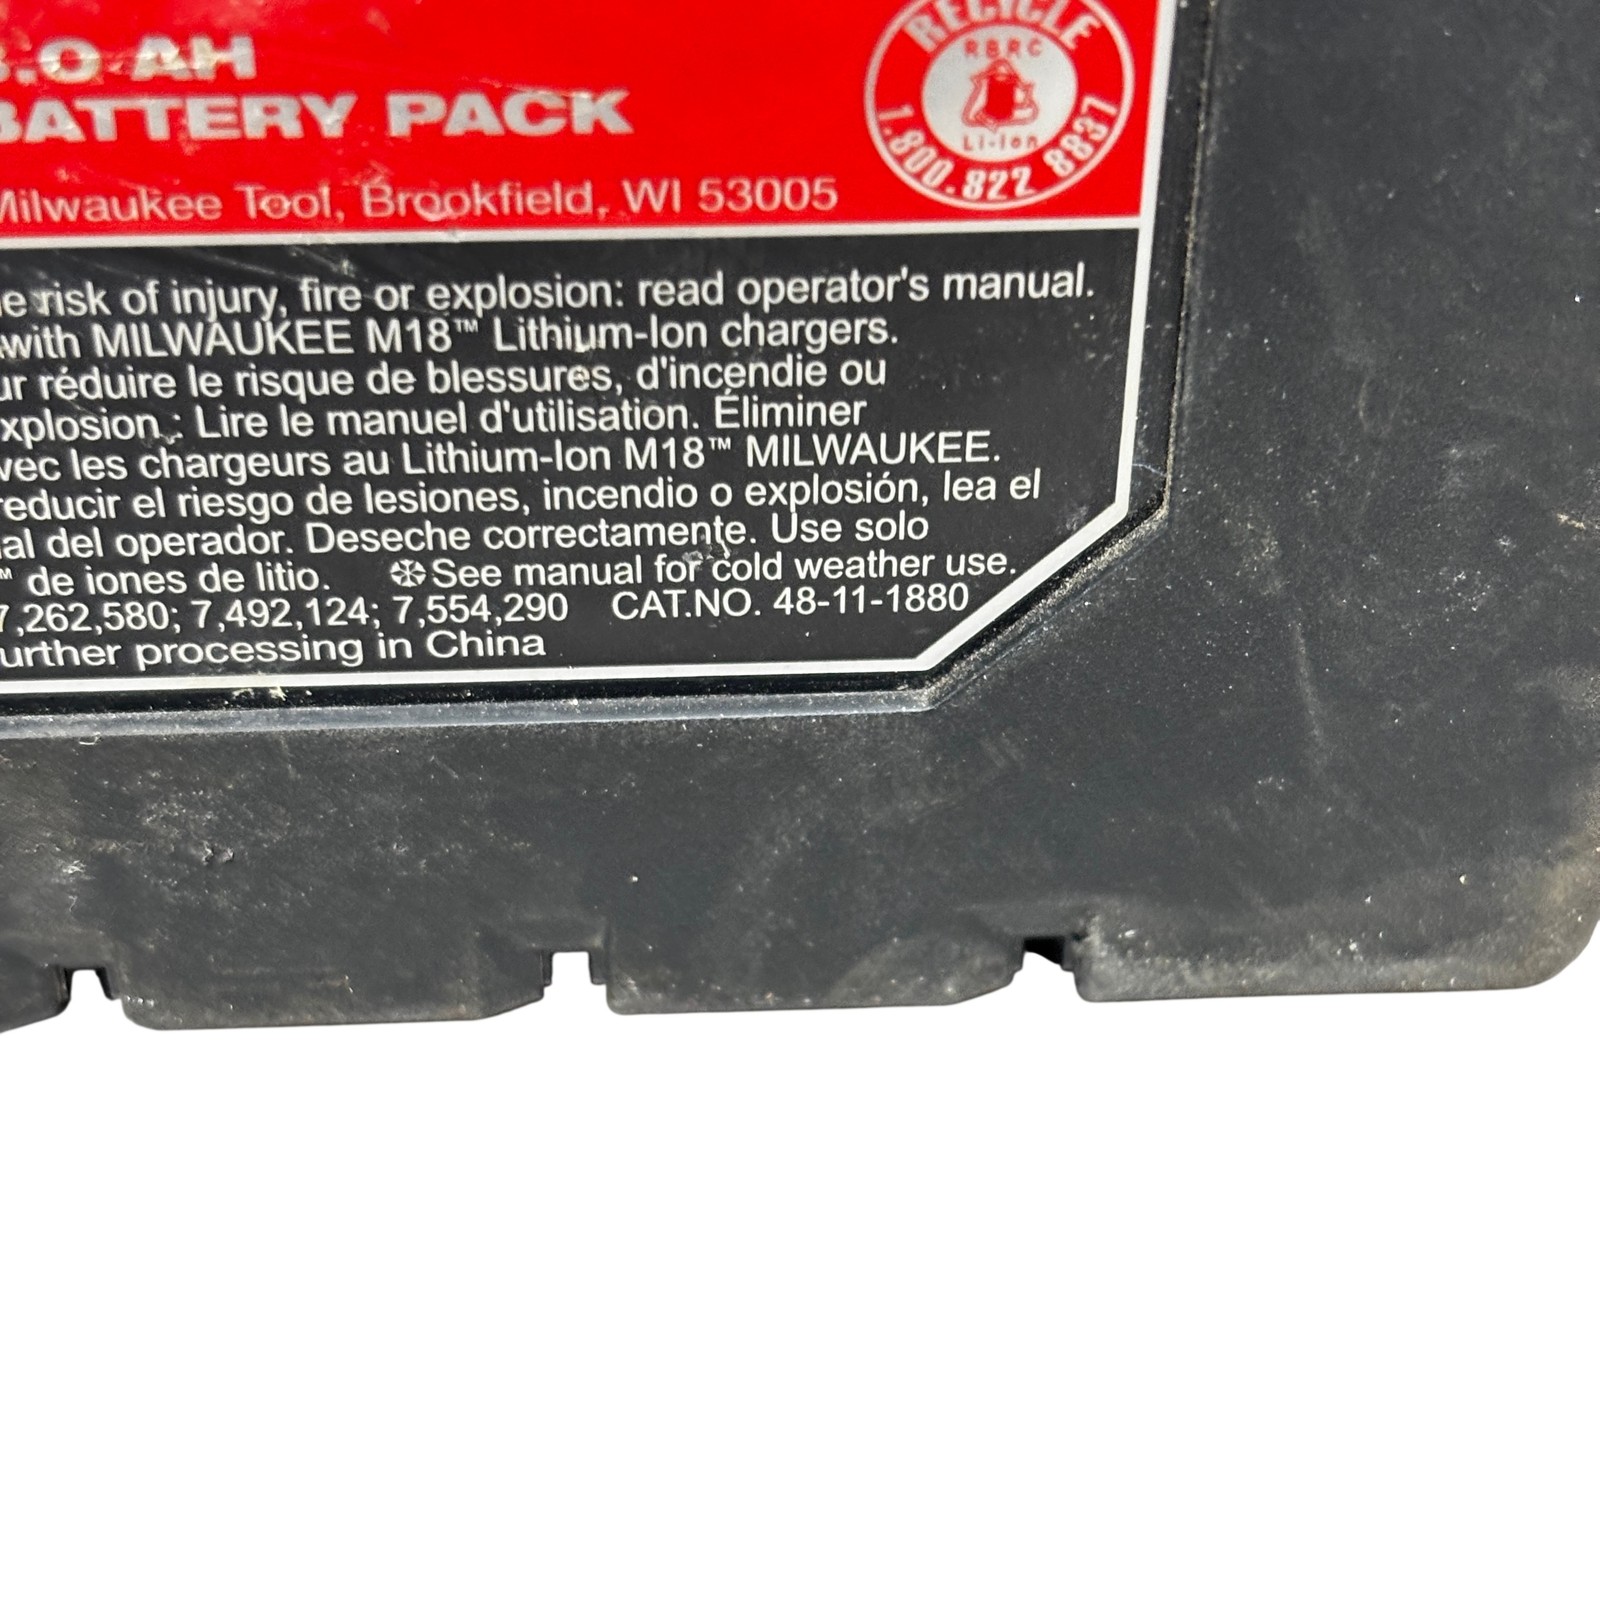 .0 AH
BATTERY PACK
Milwaukee Tool, Brookfield, WI 53005
RECYCLE
RBRC
Li-Ion
1.800.822 8837
risk of injury, fire or explosion: read operator's manual.
with MILWAUKEE M18™ Lithium-Ion chargers.
réduire le risque de blessures, d'incendie ou
xplosion : Lire le manuel d'utilisation. Éliminer
vec les chargeurs au Lithium-Ion M18™ MILWAUKEE.
reducir el riesgo de lesiones, incendio o explosión, lea el
al del operador. Deseche correctamente. Use solo
™ de iones de litio. ❄See manual for cold weather use.
7,262,580; 7,492,124; 7,554,290 CAT.NO. 48-11-1880
urther processing in China